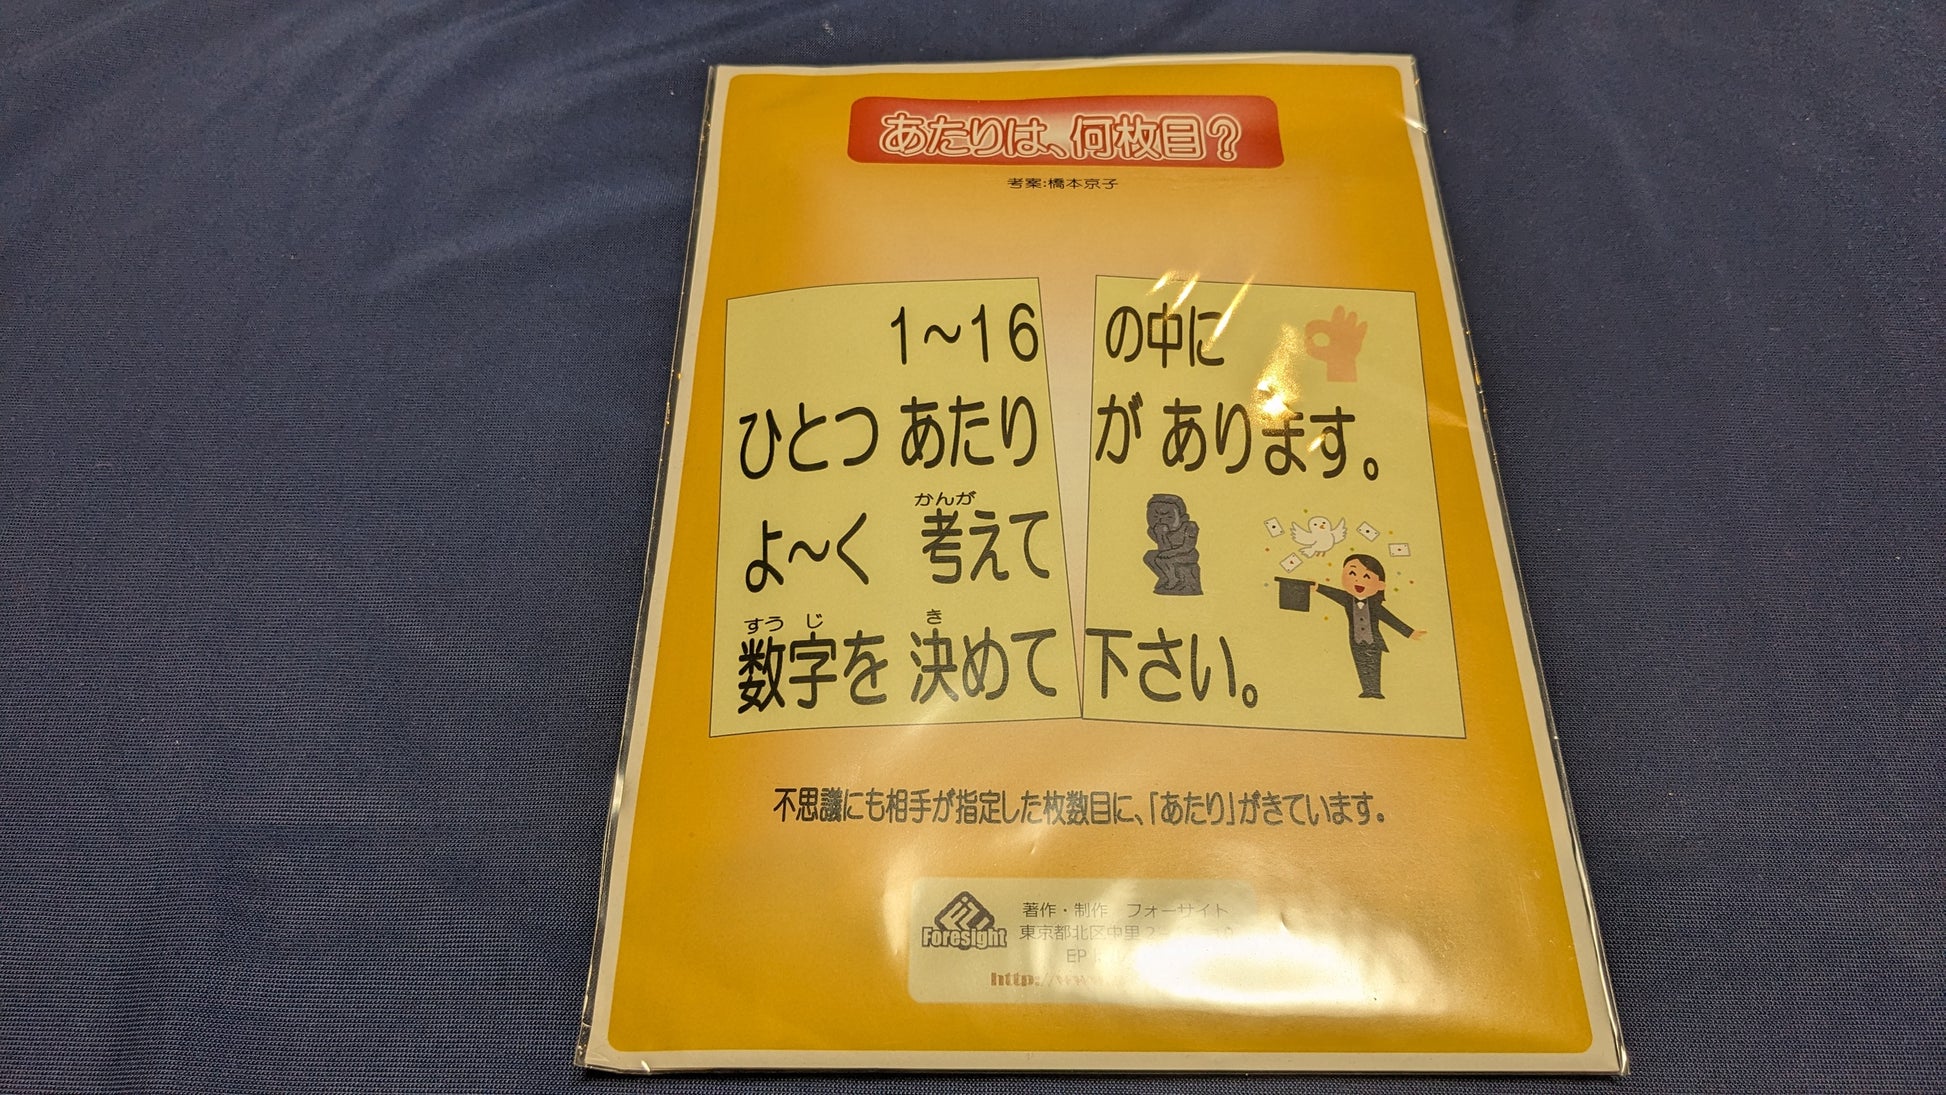 あたりは、何枚目?
考案:橋本京子
1〜16の中に
ひとつ あたりが あります。
かんが
よ〜く 考えて
すう じ き
数字を 決めて下さい。
不思議にも相手が指定した枚数目に、「あたり」がきています。
Foresight
著作・制作 フォーサイト
東京都北区中里
http://www